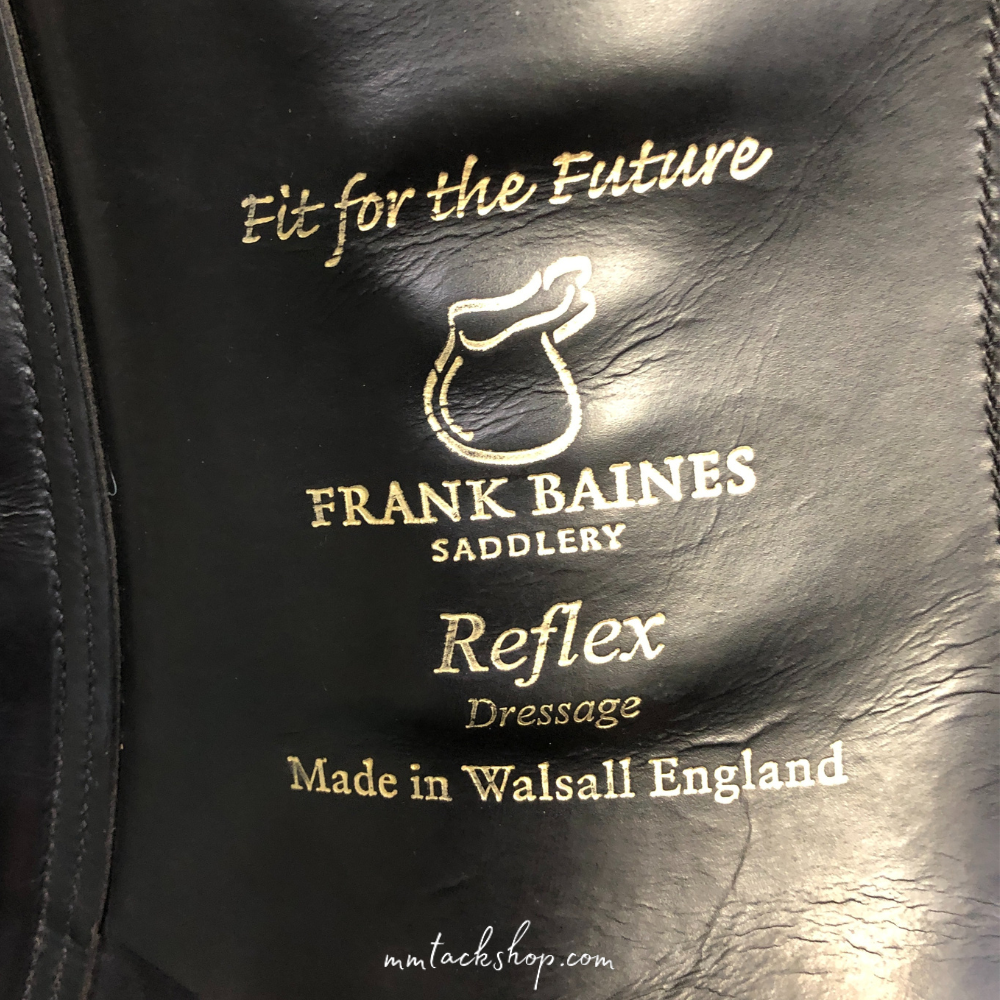 Fit for the Future
FRANK BAINES
SADDLERY
Reflex
Dressage
Made in Walsall England
mmtackshop.com